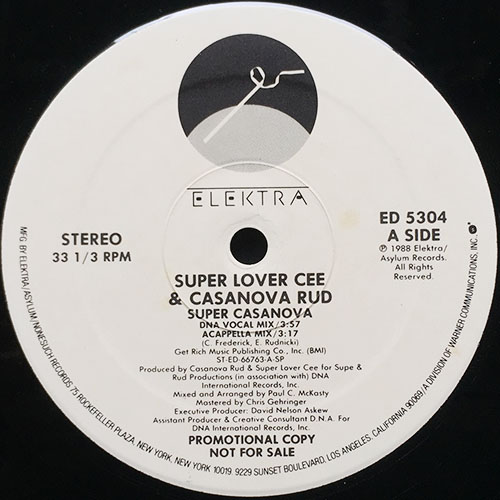 ELEKTRA
STEREO
33 1/3 RPM
ED 5304
A SIDE
℗ 1988 Elektra/
Asylum Records.
All Rights
Reserved.
SUPER LOVER CEE
& CASANOVA RUD
SUPER CASANOVA
DNA VOCAL MIX/3:57
ACAPPELLA MIX/3:17
(C. Frederick, E. Rudnicki)
Get Rich Music Publishing Co., Inc. (BMI)
ST-ED-66763-A-SP
Produced by Casanova Rud & Super Lover Cee for Supe &
Rud Productions (in association with) DNA
International Records, Inc.
Mixed and Arranged by Paul C. McKasty
Mastered by Chris Gehringer
Executive Producer: David Nelson Askew
Assistant Producer & Creative Consultant D.N.A. For
DNA International Records, Inc.
PROMOTIONAL COPY
NOT FOR SALE
MFG BY ELEKTRA/ASYLUM/NONESUCH RECORDS 75 ROCKEFELLER PLAZA, NEW YORK, NEW YORK 10019. 9229 SUNSET BOULEVARD, LOS ANGELES, CALIFORNIA 90069 A DIVISION OF WARNER COMMUNICATIONS, INC.